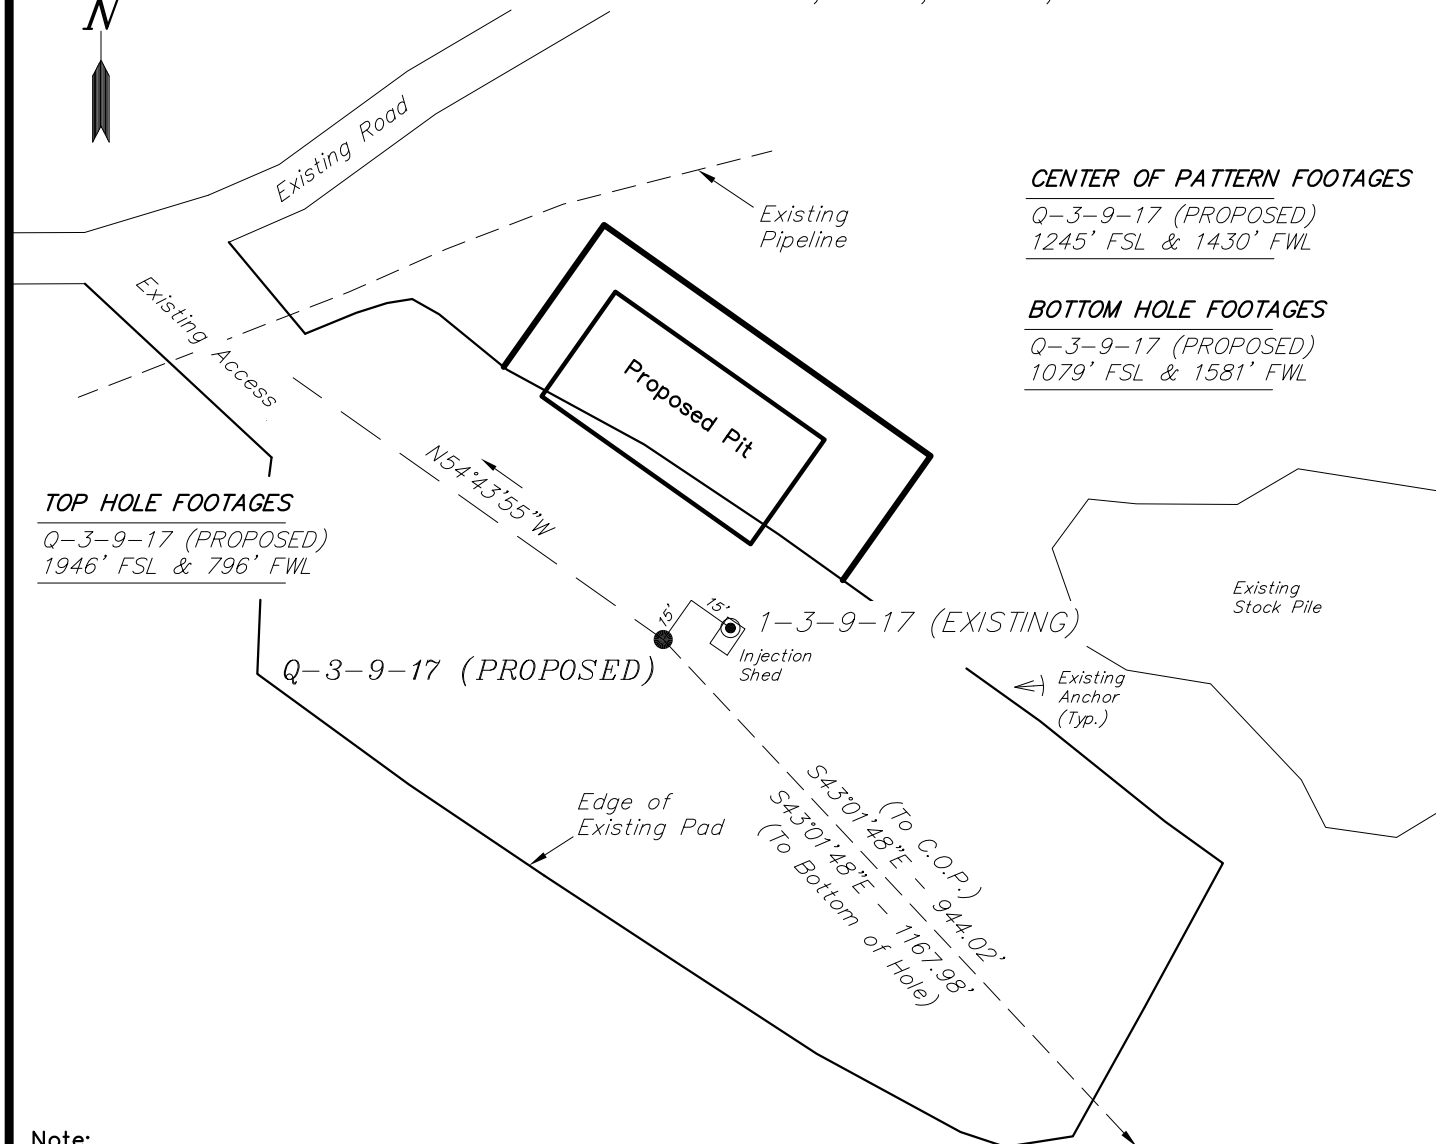 N
Existing Road
Existing
Pipeline
CENTER OF PATTERN FOOTAGES
Q-3-9-17 (PROPOSED)
1245' FSL & 1430' FWL
BOTTOM HOLE FOOTAGES
Q-3-9-17 (PROPOSED)
1079' FSL & 1581' FWL
Existing Access
Proposed Pit
N54°43'55"W
TOP HOLE FOOTAGES
Q-3-9-17 (PROPOSED)
1946' FSL & 796' FWL
Existing
Stock Pile
15'
15'
1-3-9-17 (EXISTING)
Injection
Shed
Q-3-9-17 (PROPOSED)
Existing
Anchor
(Typ.)
Edge of
Existing Pad
(To C.O.P.)
S43°01'48"E - 944.02'
S43°01'48"E - 1167.98'
(To Bottom of Hole)
Note: